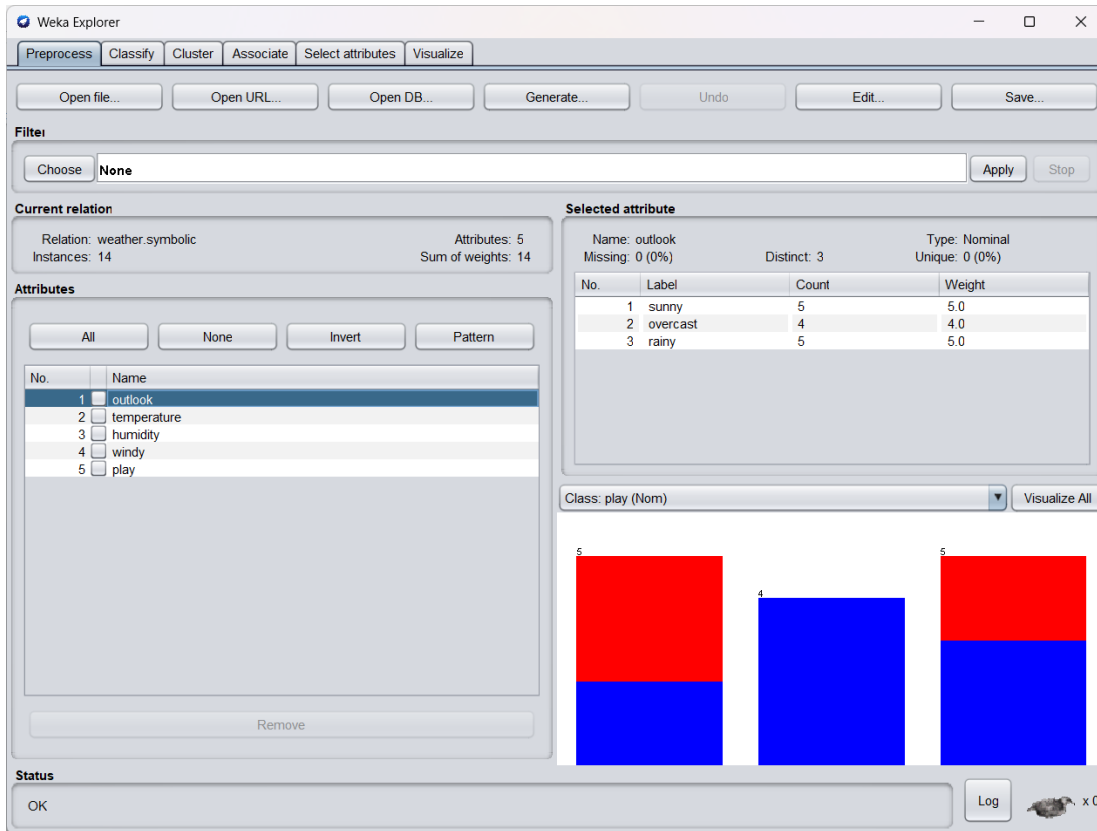 Weka Explorer
Preprocess Classify Cluster Associate Select attributes Visualize
Open file... Open URL... Open DB... Generate... Undo Edit... Save...
Filter
Choose None Apply Stop
Current relation
Relation: weather.symbolic Attributes: 5
Instances: 14 Sum of weights: 14
Attributes
All None Invert Pattern
No. Name
1 outlook
2 temperature
3 humidity
4 windy
5 play
Remove
Selected attribute
Name: outlook Type: Nominal
Missing: 0 (0%) Distinct: 3 Unique: 0 (0%)
No. Label Count Weight
1 sunny 5 5.0
2 overcast 4 4.0
3 rainy 5 5.0
Class: play (Nom) Visualize All
5 4 5
Status
OK Log x 0